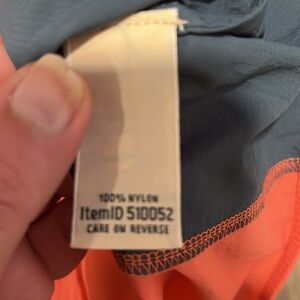 100% NYLON
ItemID 510052
CARE ON REVERSE